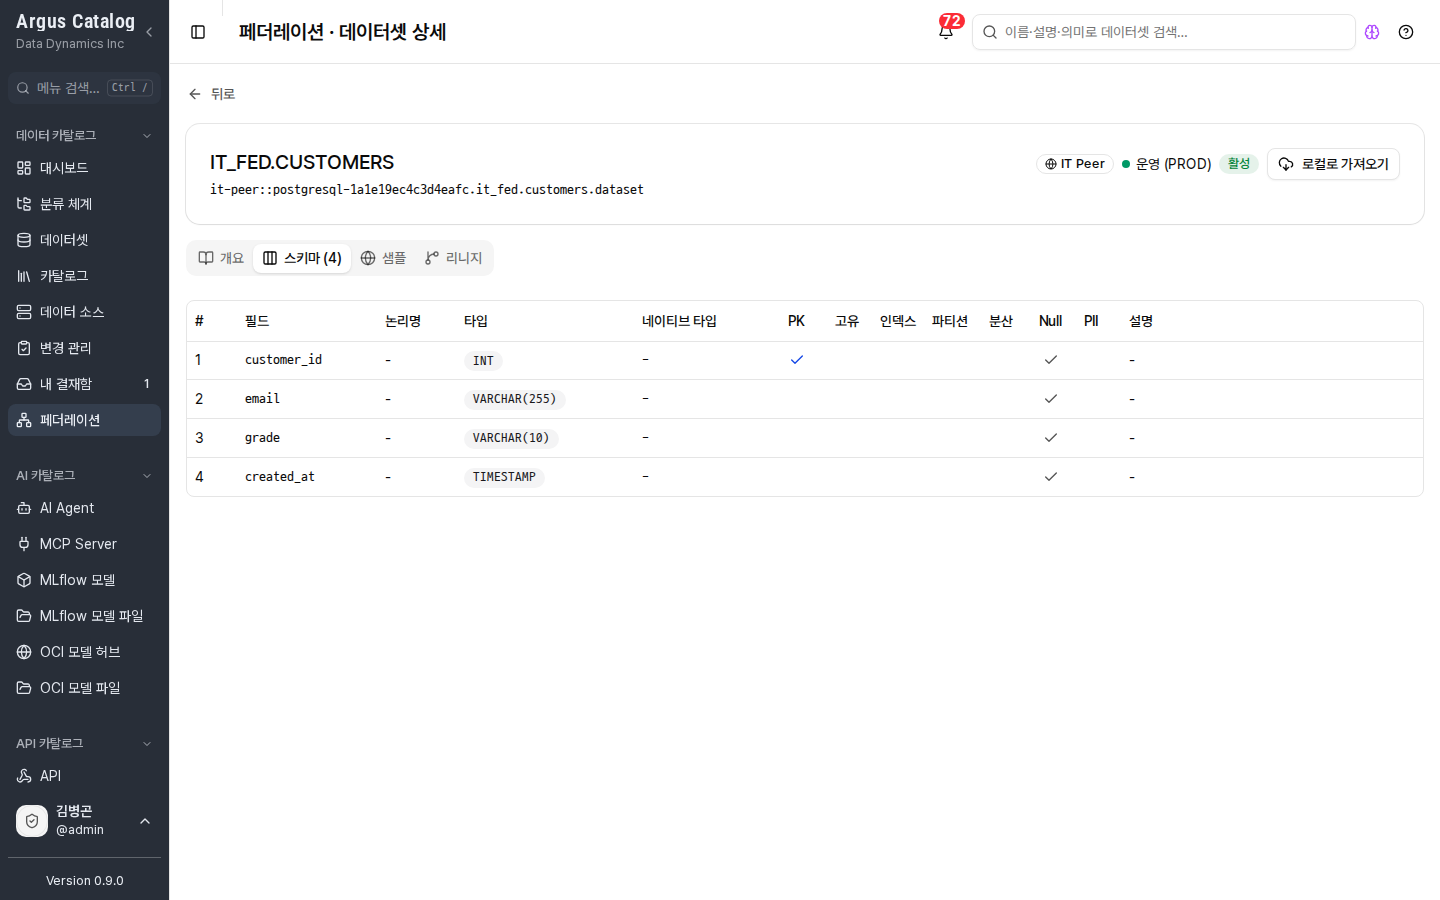 Argus Catalog
Data Dynamics Inc
메뉴 검색... Ctrl /
데이터 카탈로그
대시보드
분류 체계
데이터셋
카탈로그
데이터 소스
변경 관리
내 결재함 1
페더레이션
AI 카탈로그
AI Agent
MCP Server
MLflow 모델
MLflow 모델 파일
OCI 모델 허브
OCI 모델 파일
API 카탈로그
API
김병곤
@admin
Version 0.9.0
페더레이션 · 데이터셋 상세
72
이름·설명·의미로 데이터셋 검색...
뒤로
IT_FED.CUSTOMERS
it-peer::postgresql-1a1e19ec4c3d4eafc.it_fed.customers.dataset
IT Peer 운영 (PROD) 활성 로컬로 가져오기
개요 스키마 (4) 샘플 리니지
# 필드 논리명 타입 네이티브 타입 PK 고유 인덱스 파티션 분산 Null PII 설명
1 customer_id - INT - -
2 email - VARCHAR(255) - -
3 grade - VARCHAR(10) - -
4 created_at - TIMESTAMP - -